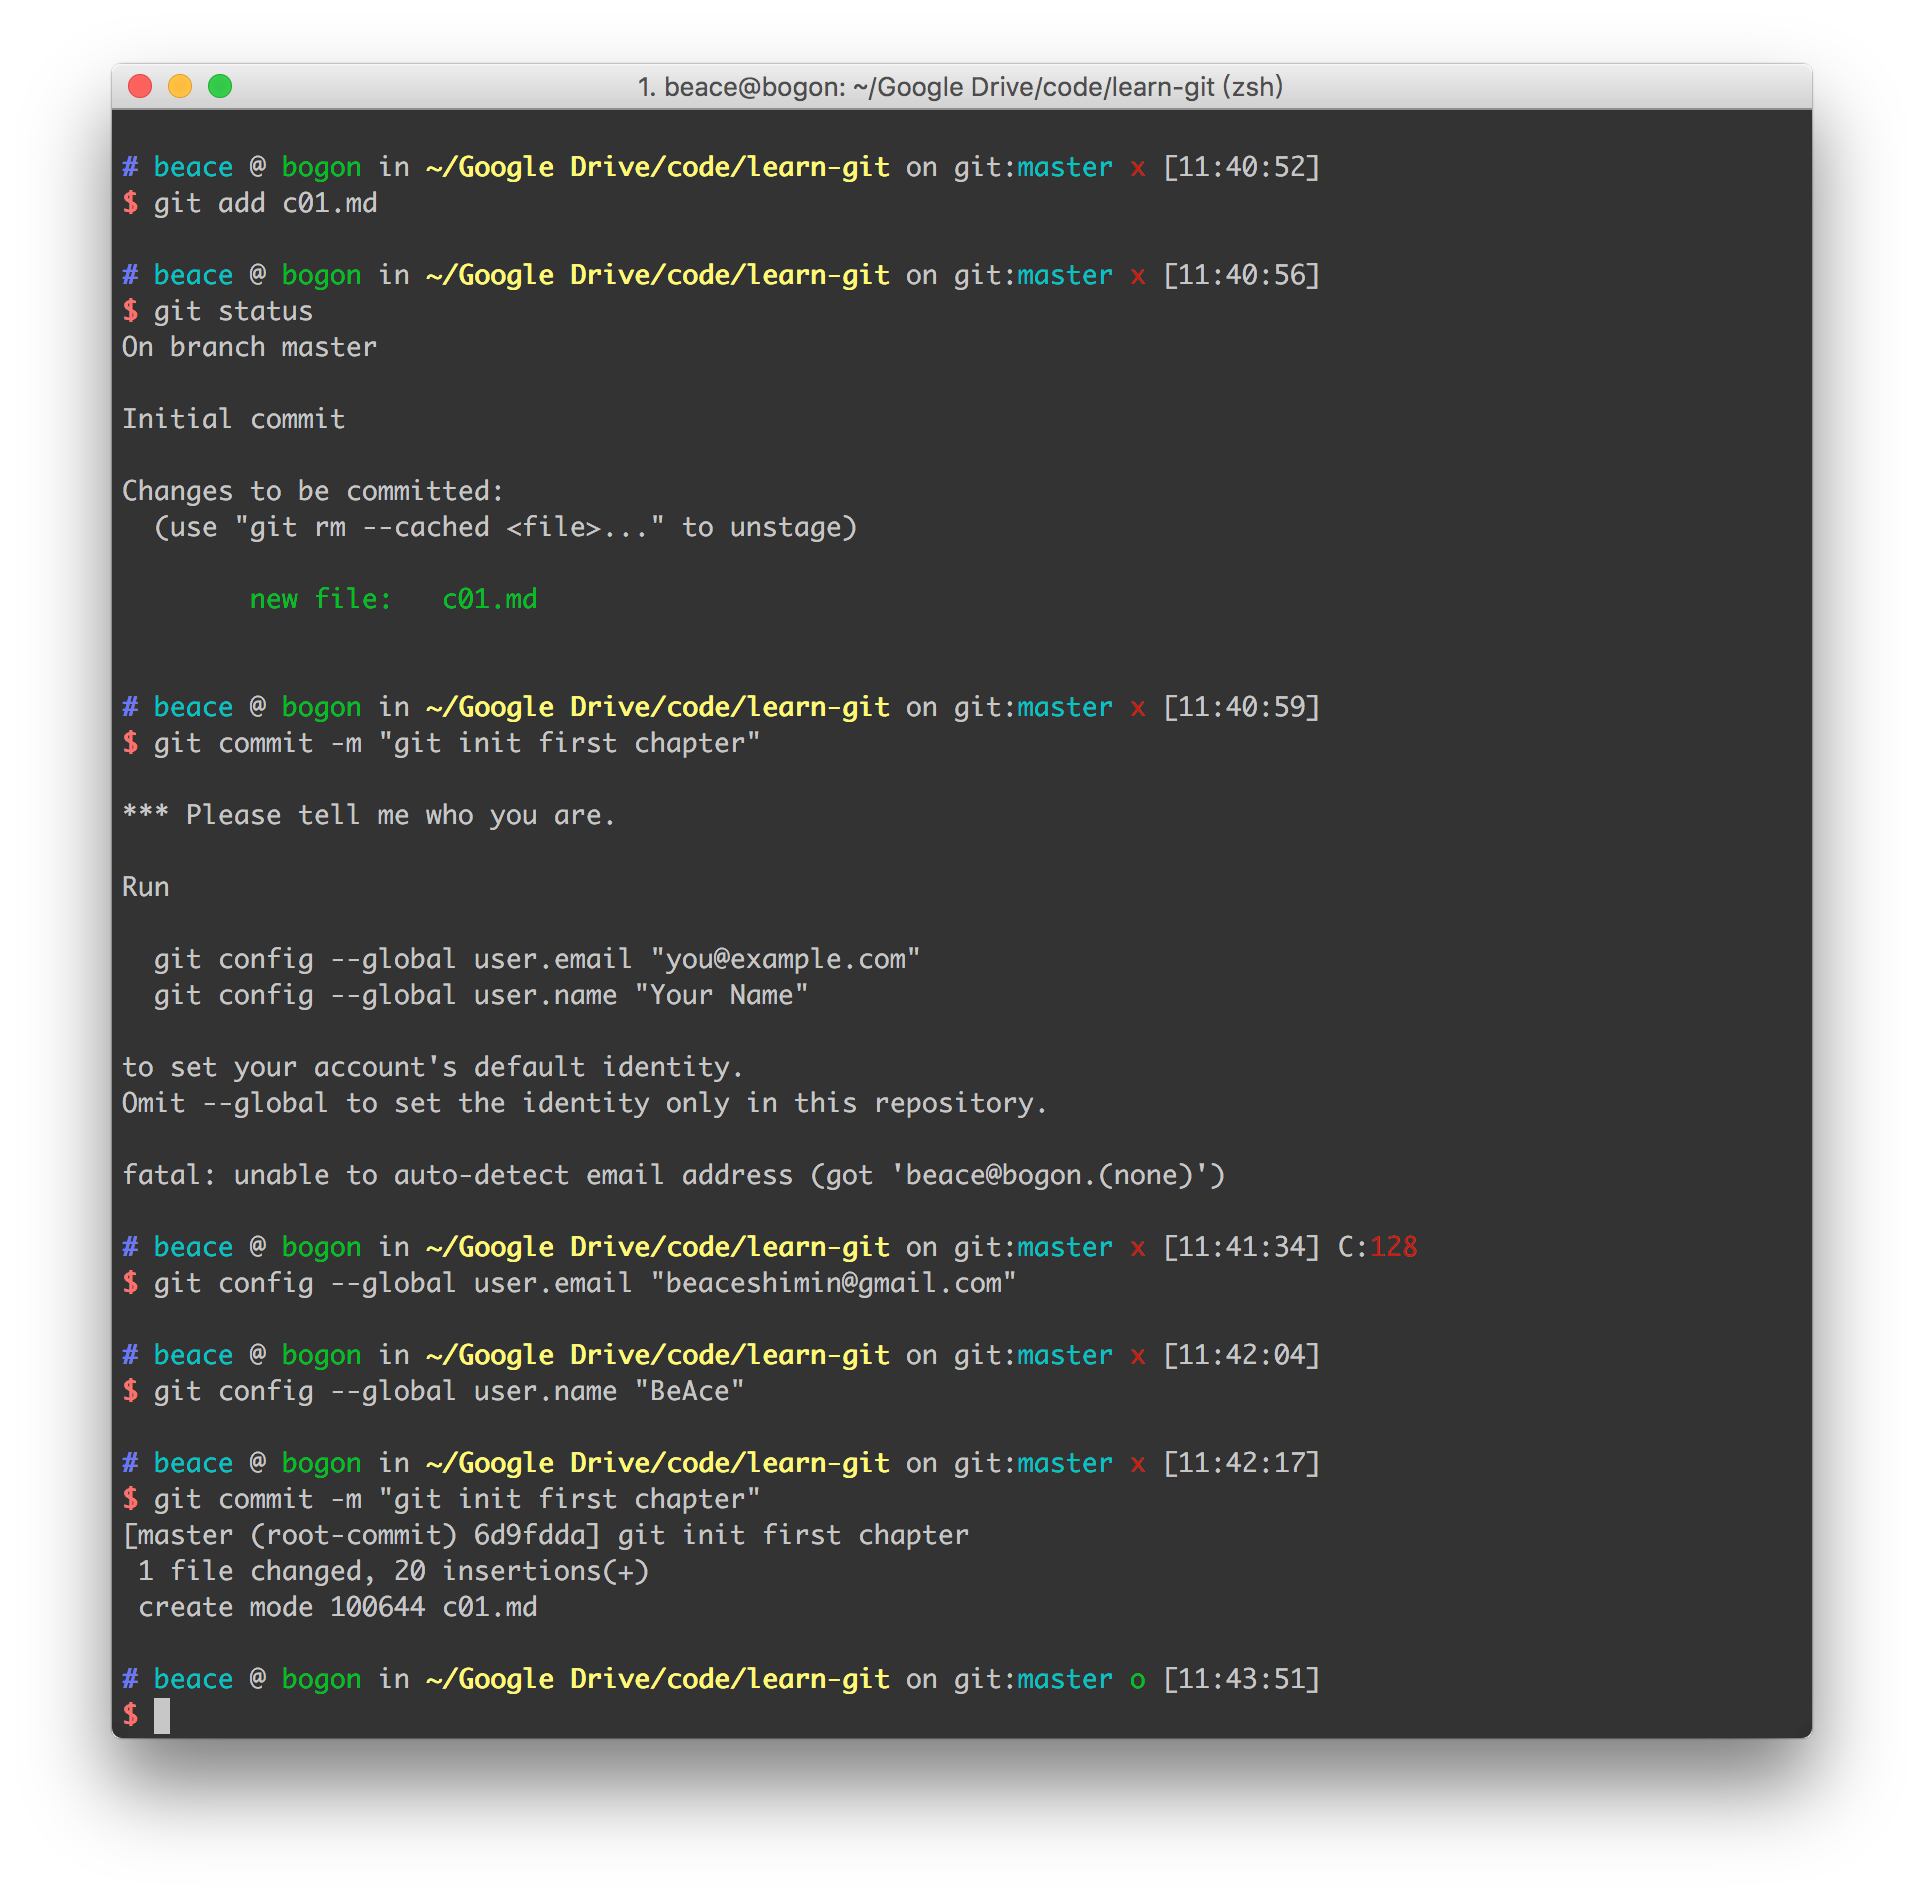 1. beace@bogon: ~/Google Drive/code/learn-git (zsh)
# beace @ bogon in ~/Google Drive/code/learn-git on git:master x [11:40:52]
$ git add c01.md
# beace @ bogon in ~/Google Drive/code/learn-git on git:master x [11:40:56]
$ git status
On branch master
Initial commit
Changes to be committed:
  (use "git rm --cached <file>..." to unstage)
        new file:   c01.md
# beace @ bogon in ~/Google Drive/code/learn-git on git:master x [11:40:59]
$ git commit -m "git init first chapter"
*** Please tell me who you are.
Run
  git config --global user.email "you@example.com"
  git config --global user.name "Your Name"
to set your account's default identity.
Omit --global to set the identity only in this repository.
fatal: unable to auto-detect email address (got 'beace@bogon.(none)')
# beace @ bogon in ~/Google Drive/code/learn-git on git:master x [11:41:34] C:128
$ git config --global user.email "beaceshimin@gmail.com"
# beace @ bogon in ~/Google Drive/code/learn-git on git:master x [11:42:04]
$ git config --global user.name "BeAce"
# beace @ bogon in ~/Google Drive/code/learn-git on git:master x [11:42:17]
$ git commit -m "git init first chapter"
[master (root-commit) 6d9fdda] git init first chapter
 1 file changed, 20 insertions(+)
 create mode 100644 c01.md
# beace @ bogon in ~/Google Drive/code/learn-git on git:master o [11:43:51]
$